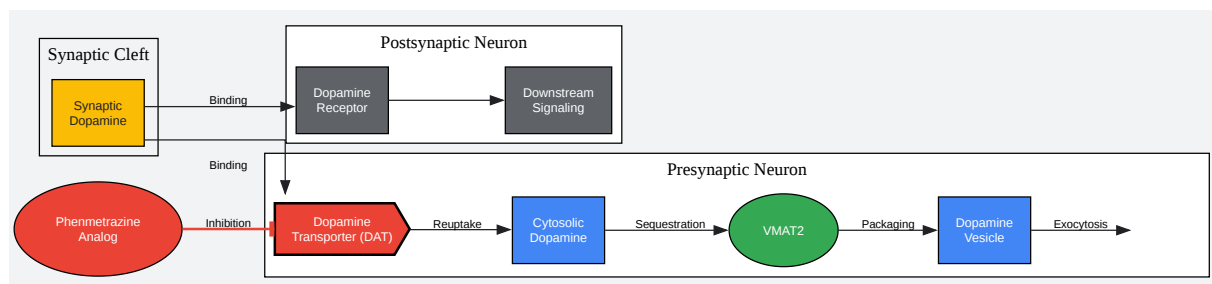 Synaptic Cleft
Synaptic
Dopamine
Binding
Binding
Postsynaptic Neuron
Dopamine
Receptor
Downstream
Signaling
Presynaptic Neuron
Phenmetrazine
Analog
Inhibition
Dopamine
Transporter (DAT)
Reuptake
Cytosolic
Dopamine
Sequestration
VMAT2
Packaging
Dopamine
Vesicle
Exocytosis